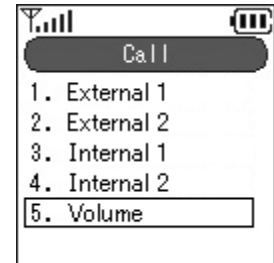 Call
1. External 1
2. External 2
3. Internal 1
4. Internal 2
5. Volume